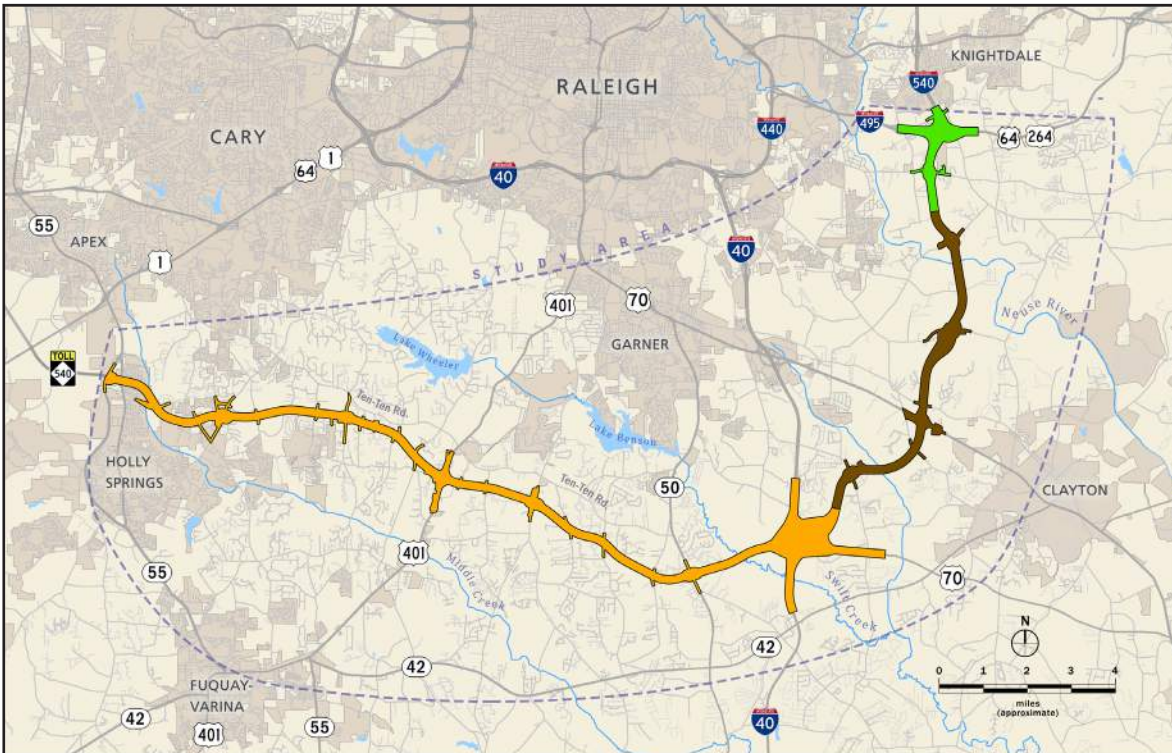 KNIGHTDALE
540
RALEIGH
440
495
64
264
CARY
1
64
40
55
APEX
STUDY AREA
1
40
401
70
Neuse River
GARNER
Lake Wheeler
TOLL
540
Ten-Ten Rd.
Lake Benson
HOLLY
SPRINGS
Ten-Ten Rd.
50
CLAYTON
401
55
Middle Creek
Swift Creek
70
42
42
N
FUQUAY-
VARINA
0 1 2 3 4
miles
(approximate)
42
401
55
40